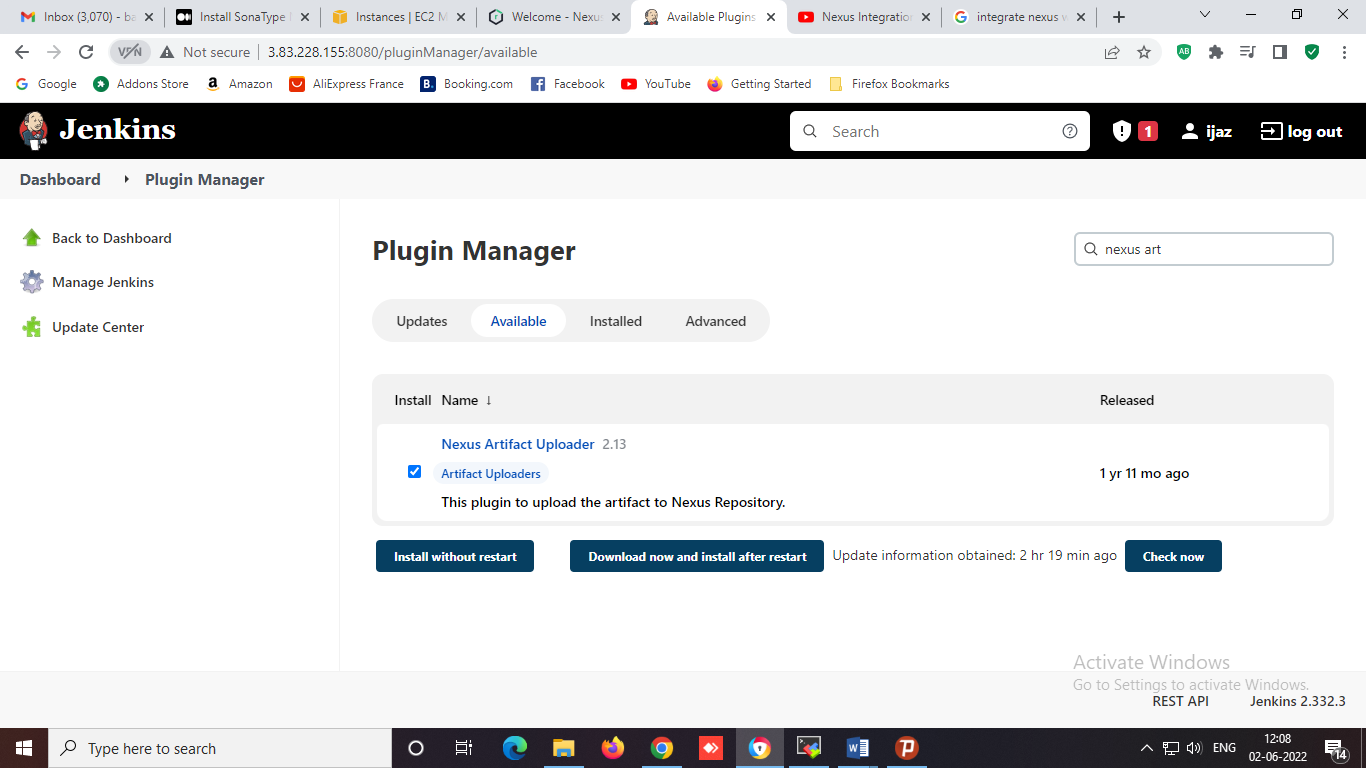 Inbox (3,070) - ba
Install SonaType
Instances | EC2 M
Welcome - Nexus
Available Plugins
Nexus Integration
integrate nexus w
VPN
Not secure
3.83.228.155:8080/pluginManager/available
Google
Addons Store
Amazon
AliExpress France
B.
Booking.com
Facebook
YouTube
Getting Started
Firefox Bookmarks
Jenkins
Search
1
ijaz
log out
Dashboard
Plugin Manager
Back to Dashboard
Manage Jenkins
Update Center
Plugin Manager
nexus art
Updates
Available
Installed
Advanced
Install
Name ↓
Released
Nexus Artifact Uploader 2.13
Artifact Uploaders
This plugin to upload the artifact to Nexus Repository.
1 yr 11 mo ago
Install without restart
Download now and install after restart
Update information obtained: 2 hr 19 min ago
Check now
Activate Windows
Go to Settings to activate Windows.
REST API
Jenkins 2.332.3
Type here to search
ENG
12:08
02-06-2022
14